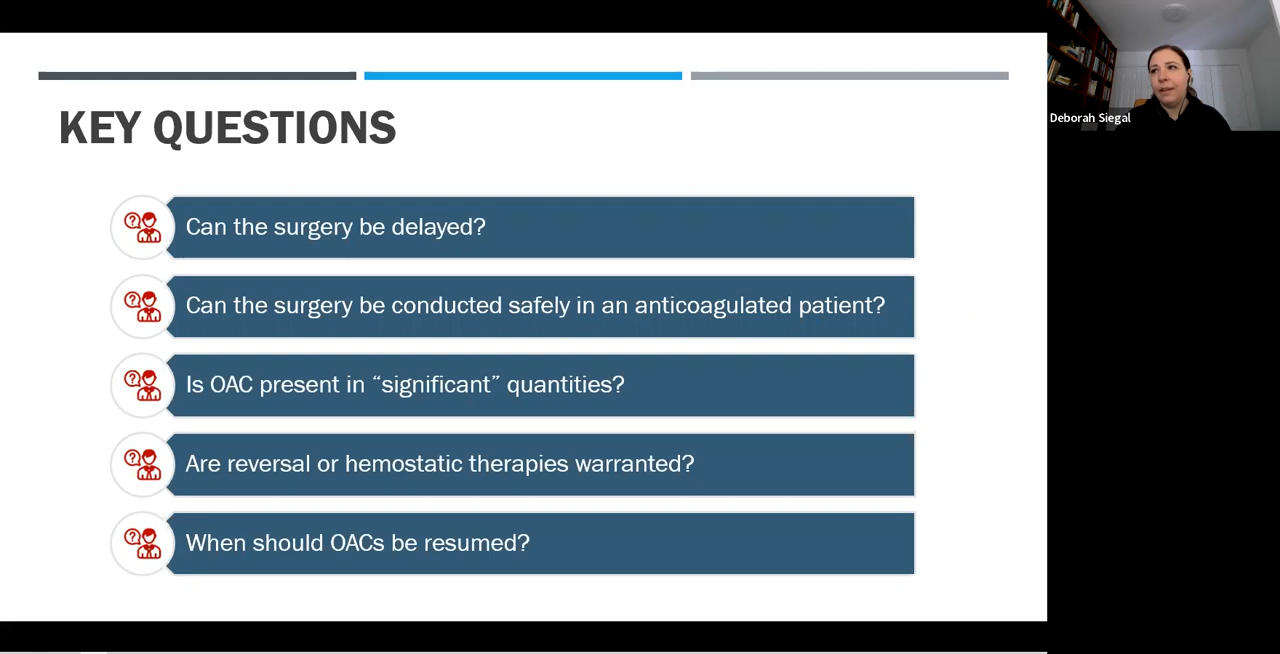 KEY QUESTIONS
Can the surgery be delayed?
Can the surgery be conducted safely in an anticoagulated patient?
Is OAC present in “significant” quantities?
Are reversal or hemostatic therapies warranted?
When should OACs be resumed?
Deborah Siegal